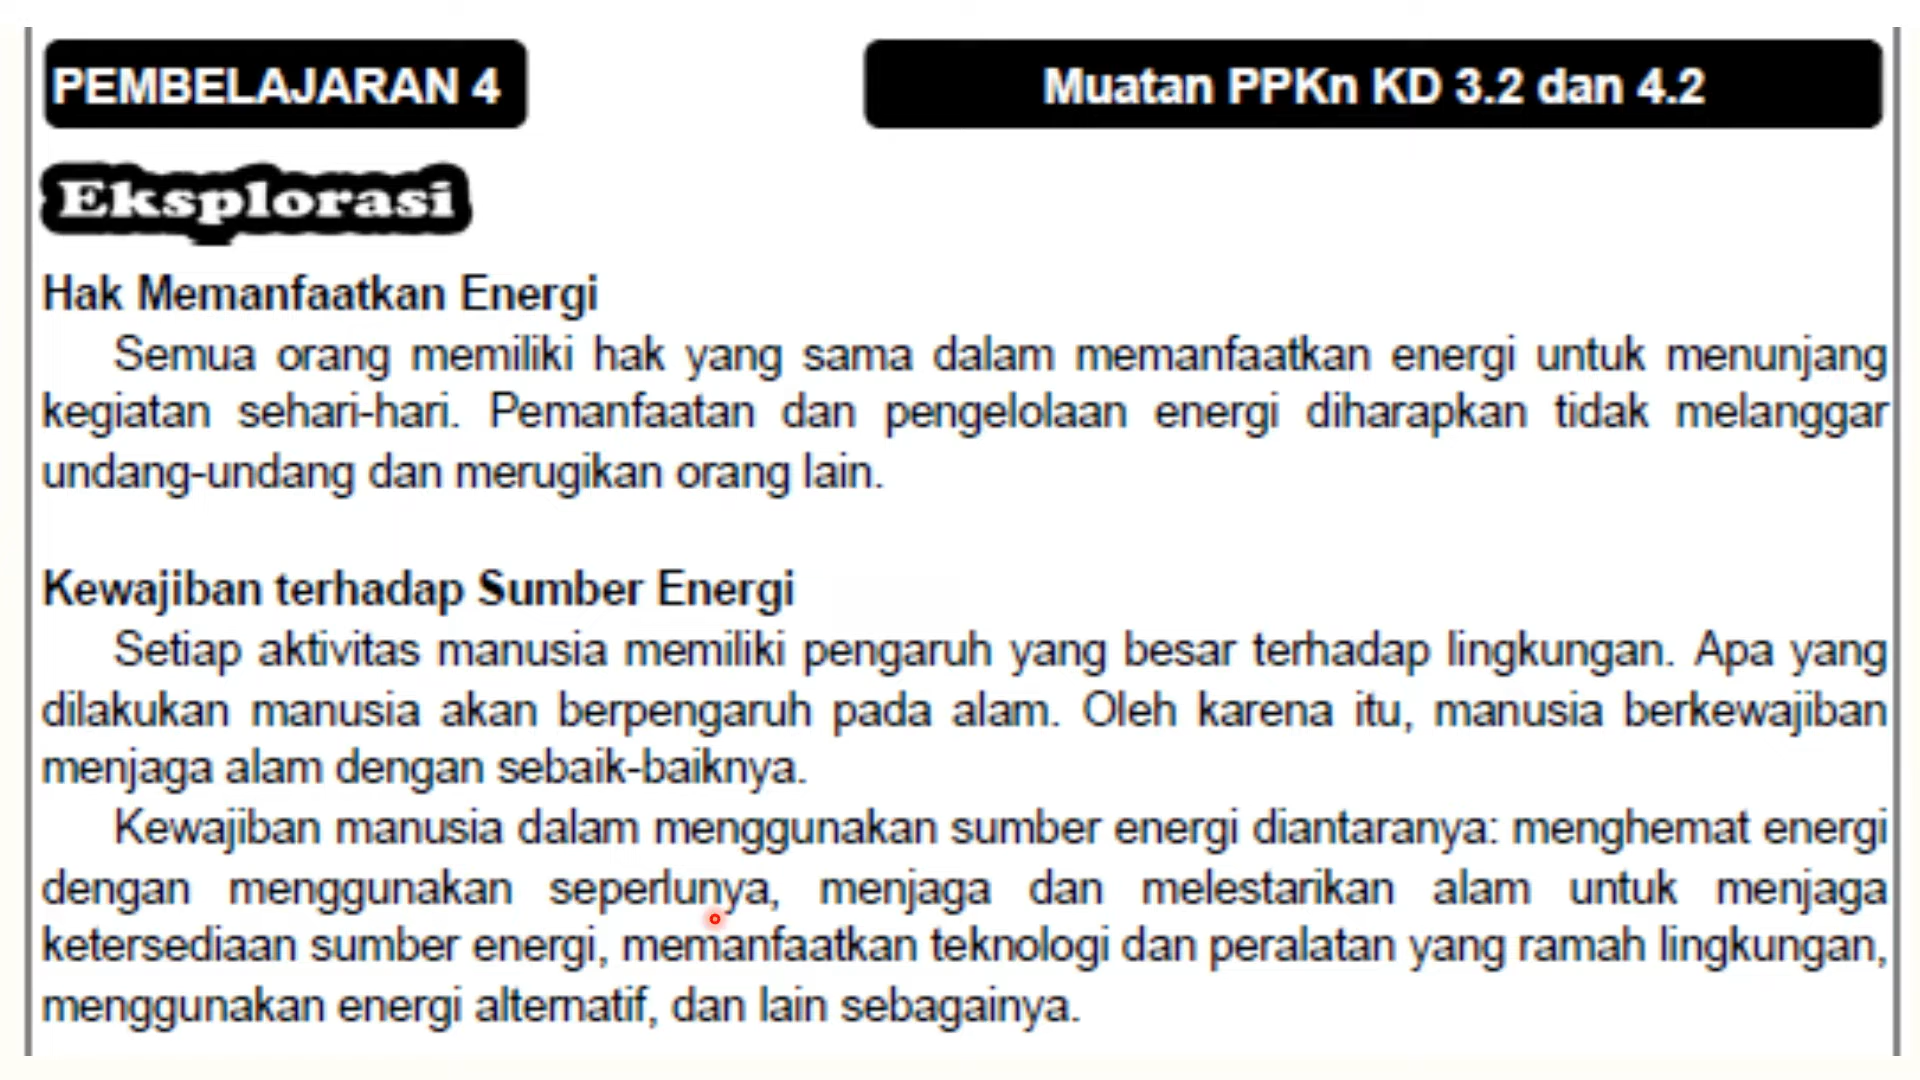 PEMBELAJARAN 4
Muatan PPKn KD 3.2 dan 4.2
Eksplorasi
Hak Memanfaatkan Energi
Semua orang memiliki hak yang sama dalam memanfaatkan energi untuk menunjang
kegiatan sehari-hari. Pemanfaatan dan pengelolaan energi diharapkan tidak melanggar
undang-undang dan merugikan orang lain.
Kewajiban terhadap Sumber Energi
Setiap aktivitas manusia memiliki pengaruh yang besar terhadap lingkungan. Apa yang
dilakukan manusia akan berpengaruh pada alam. Oleh karena itu, manusia berkewajiban
menjaga alam dengan sebaik-baiknya.
Kewajiban manusia dalam menggunakan sumber energi diantaranya: menghemat energi
dengan menggunakan seperlunya, menjaga dan melestarikan alam untuk menjaga
ketersediaan sumber energi, memanfaatkan teknologi dan peralatan yang ramah lingkungan,
menggunakan energi alternatif, dan lain sebagainya.